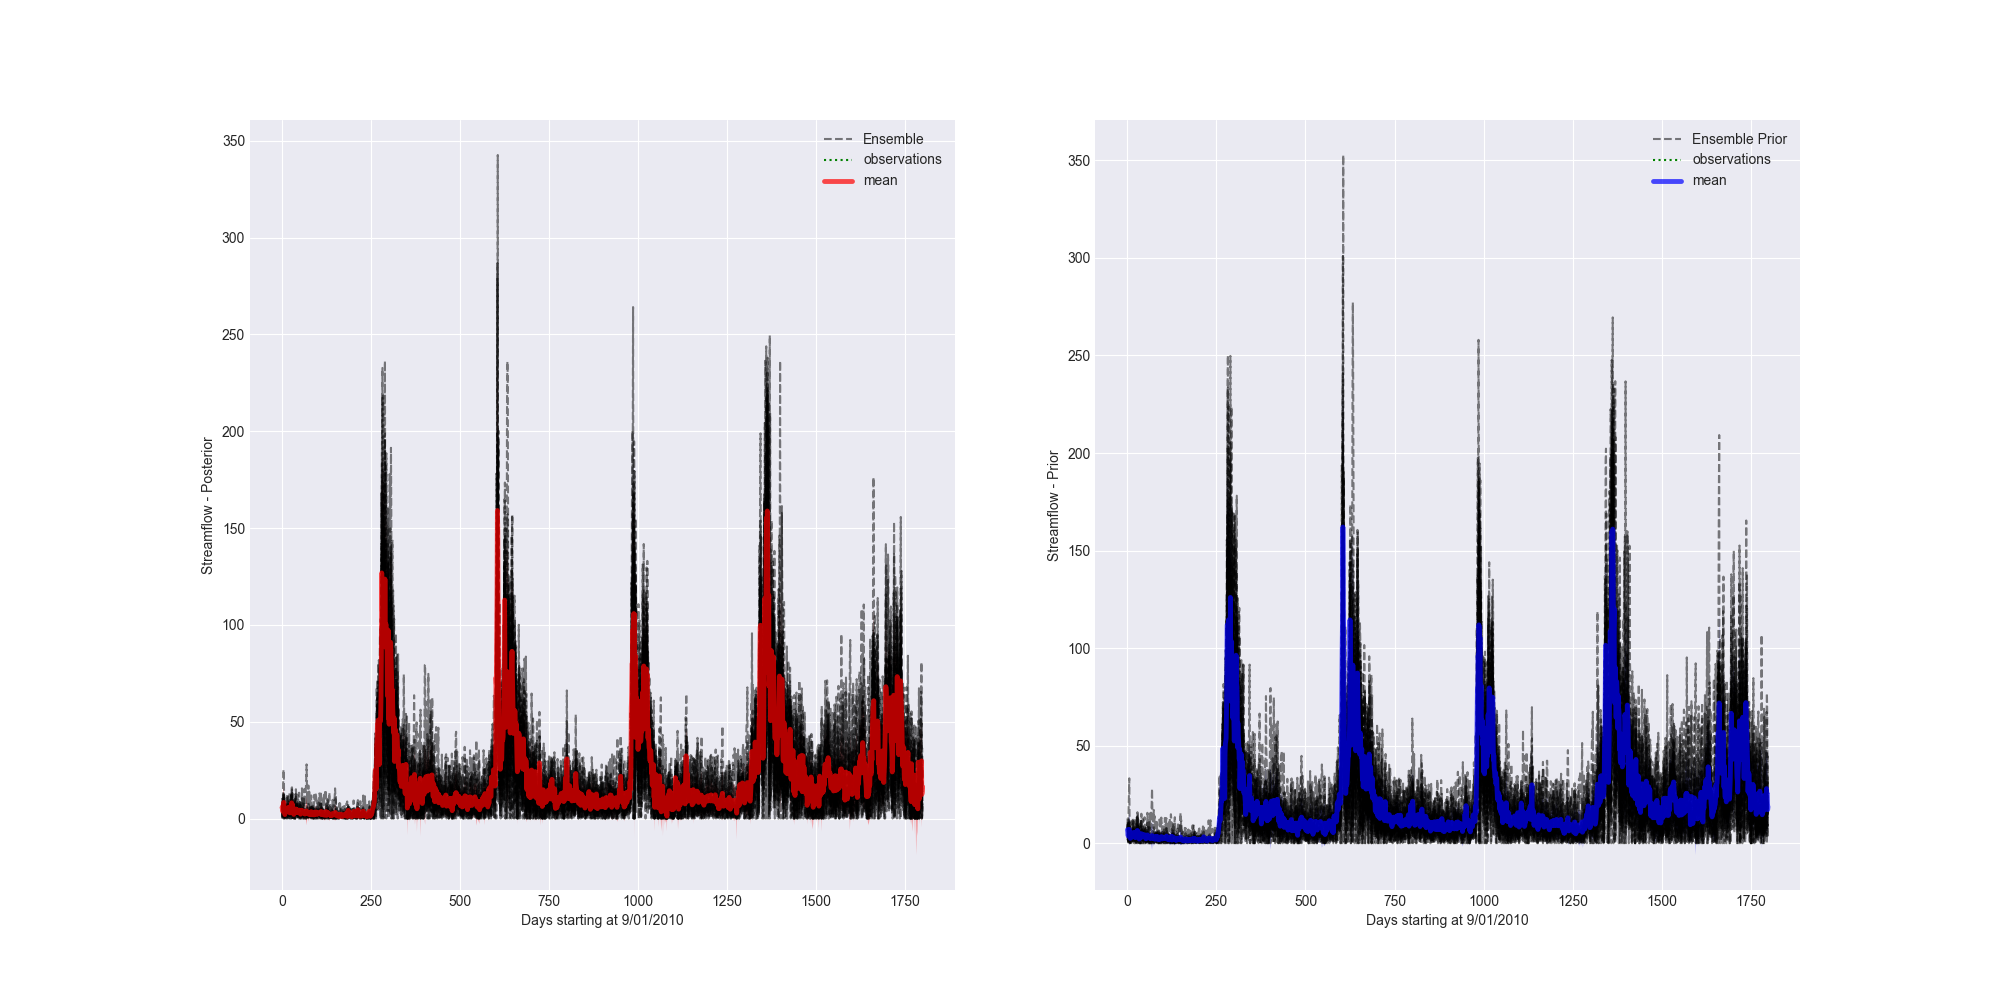 Ensemble
observations
mean
350
300
250
200
150
100
50
0
Streamflow - Posterior
0 250 500 750 1000 1250 1500 1750
Days starting at 9/01/2010
Ensemble Prior
observations
mean
350
300
250
200
150
100
50
0
Streamflow - Prior
0 250 500 750 1000 1250 1500 1750
Days starting at 9/01/2010